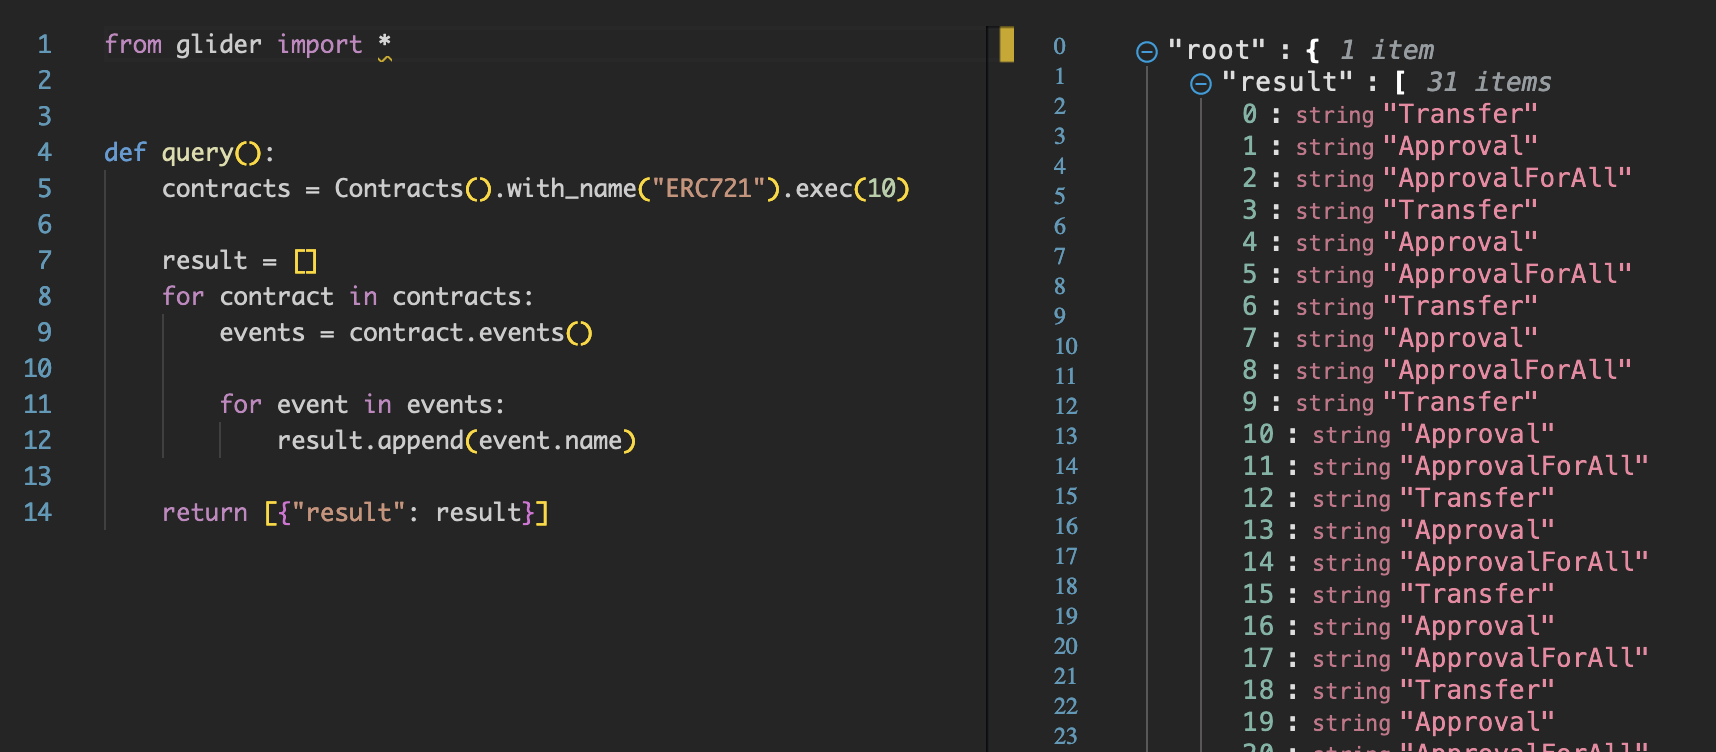 1 from glider import *
2
3
4 def query():
5 contracts = Contracts().with_name("ERC721").exec(10)
6
7 result = []
8 for contract in contracts:
9 events = contract.events()
10
11 for event in events:
12 result.append(event.name)
13
14 return [{"result": result}]
0
1
2
3
4
5
6
7
8
9
10
11
12
13
14
15
16
17
18
19
20
21
22
23
"root" : { 1 item
"result" : [ 31 items
0 : string "Transfer"
1 : string "Approval"
2 : string "ApprovalForAll"
3 : string "Transfer"
4 : string "Approval"
5 : string "ApprovalForAll"
6 : string "Transfer"
7 : string "Approval"
8 : string "ApprovalForAll"
9 : string "Transfer"
10 : string "Approval"
11 : string "ApprovalForAll"
12 : string "Transfer"
13 : string "Approval"
14 : string "ApprovalForAll"
15 : string "Transfer"
16 : string "Approval"
17 : string "ApprovalForAll"
18 : string "Transfer"
19 : string "Approval"
20 : string "ApprovalForAll"